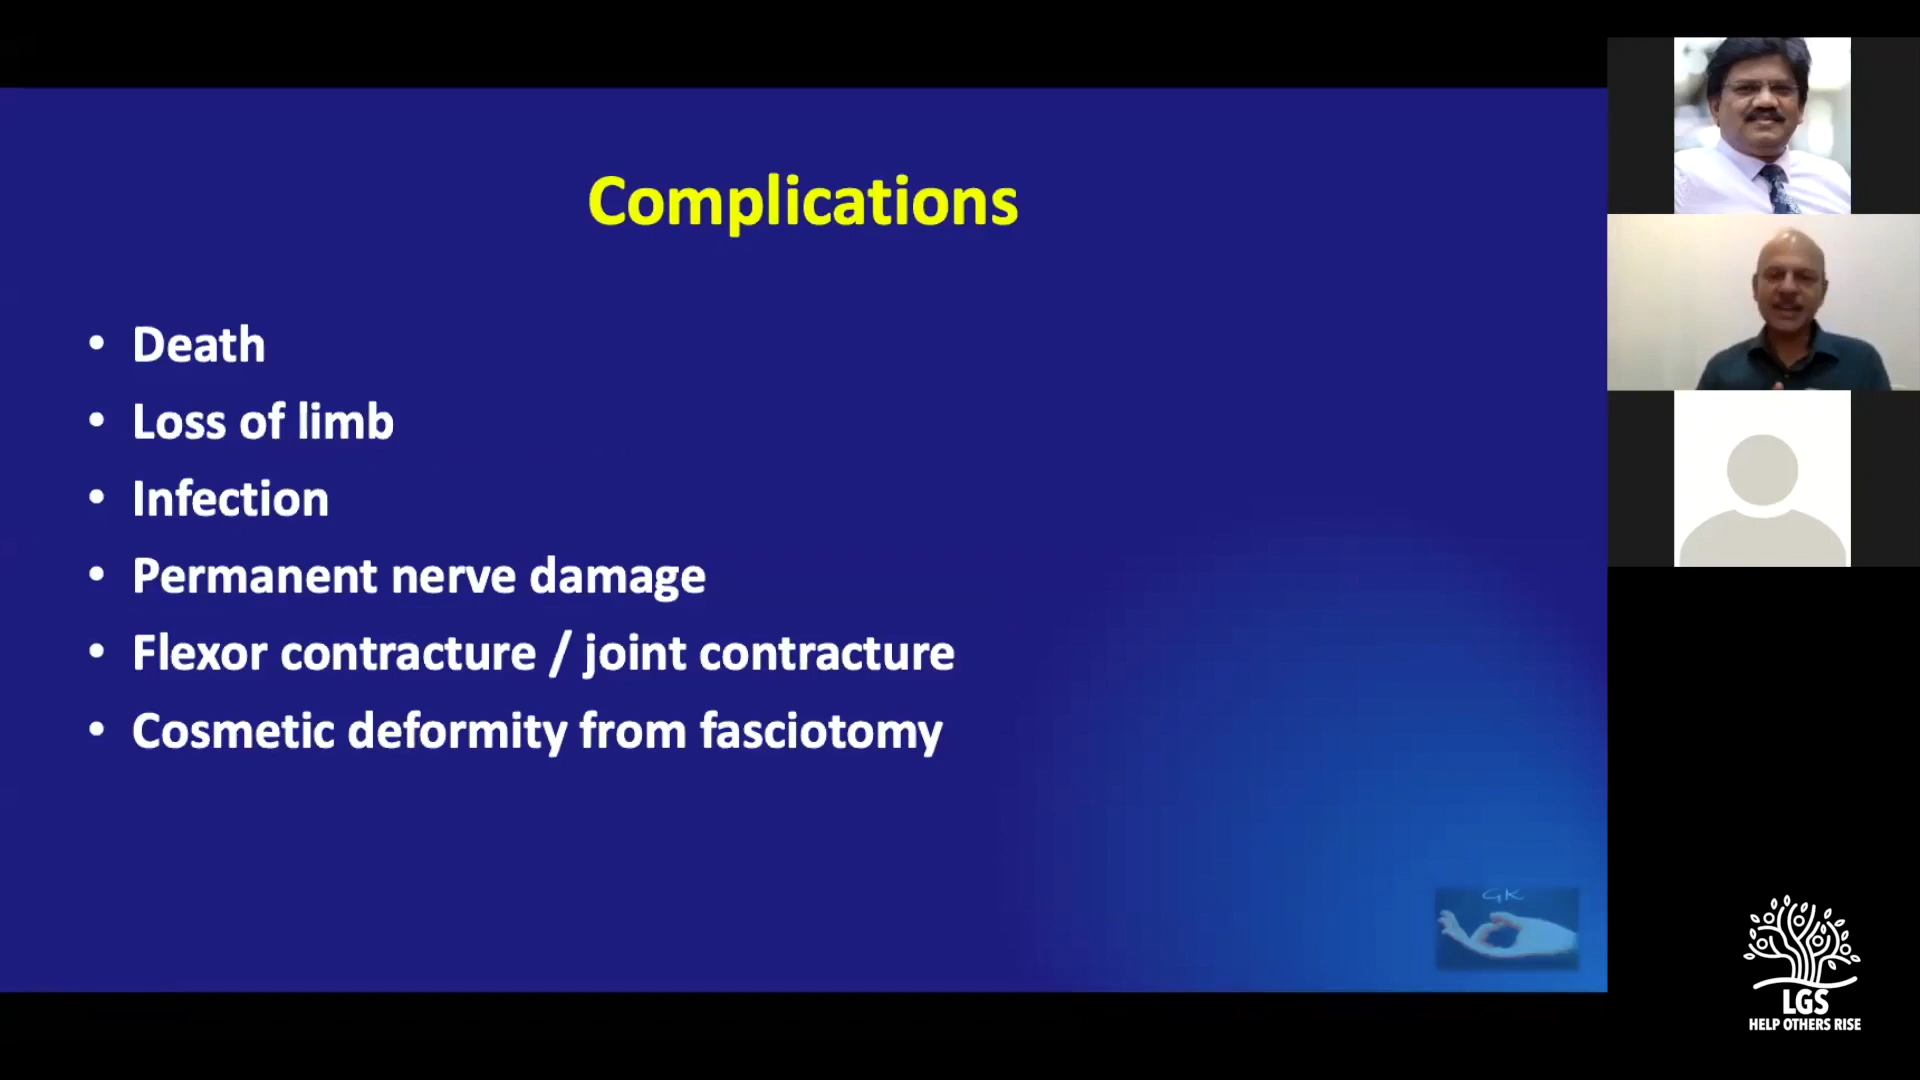 Complications
• Death
• Loss of limb
• Infection
• Permanent nerve damage
• Flexor contracture / joint contracture
• Cosmetic deformity from fasciotomy
GK
LGS
HELP OTHERS RISE